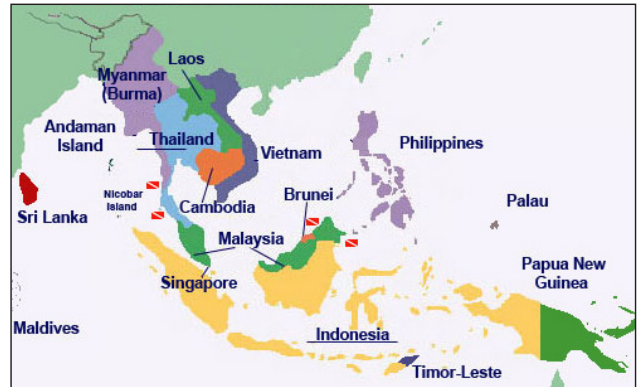 Laos
Myanmar
(Burma)
Andaman
Island
Thailand
Vietnam
Philippines
Nicobar
Island
Sri Lanka
Cambodia
Brunei
Palau
Malaysia
Singapore
Papua New
Guinea
Maldives
Indonesia
Timor-Leste